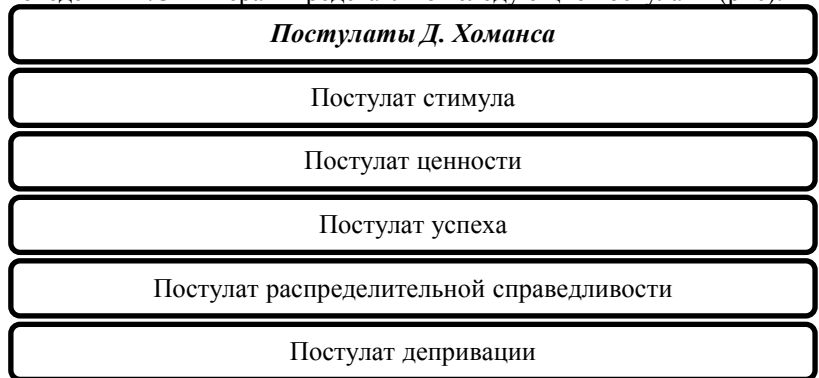 Постулаты Д. Хоманса
Постулат стимула
Постулат ценности
Постулат успеха
Постулат распределительной справедливости
Постулат депривации